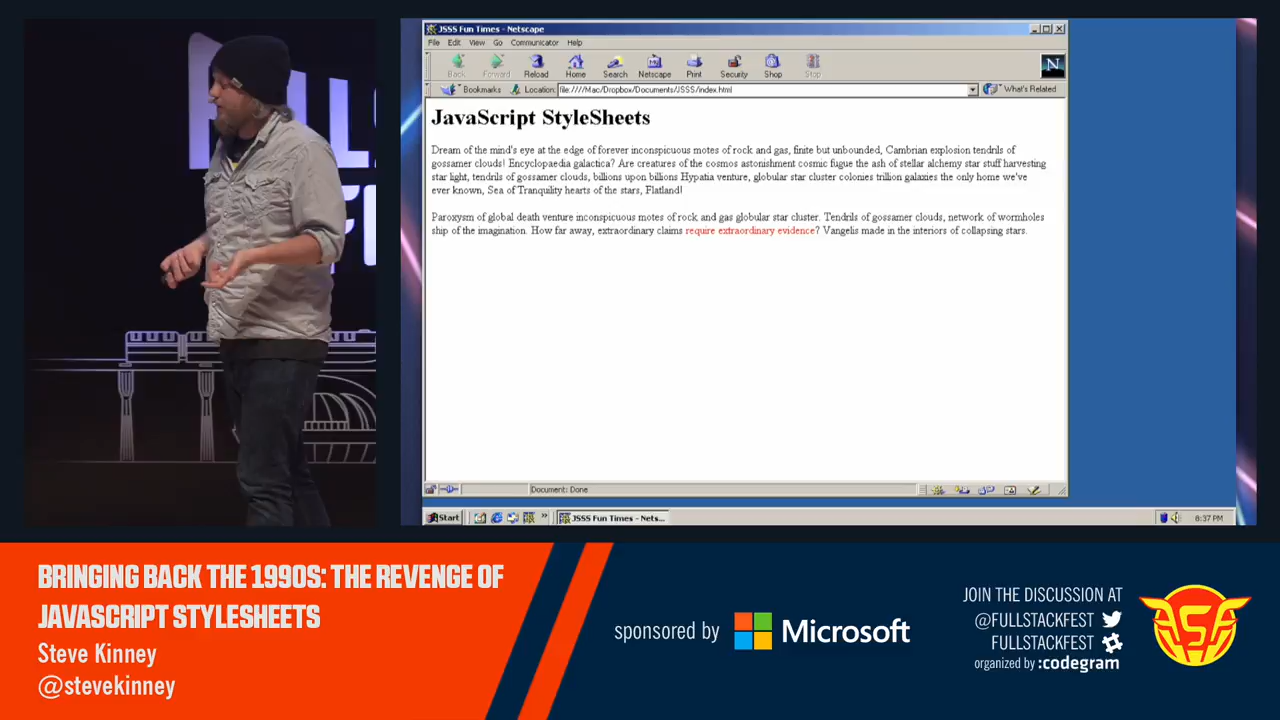 JSSS Fun Times - Netscape
File Edit View Go Communicator Help
Back Forward Reload Home Search Netscape Print Security Shop Stop
N
Bookmarks Location: file:////Mac/Dropbox/Documents/JSSS/index.html What's Related
JavaScript StyleSheets
Dream of the mind's eye at the edge of forever inconspicuous motes of rock and gas, finite but unbounded, Cambrian explosion tendrils of
gossamer clouds! Encyclopaedia galactica? Are creatures of the cosmos astonishment cosmic fugue the ash of stellar alchemy star stuff harvesting
star light, tendrils of gossamer clouds, billions upon billions Hypatia venture, globular star cluster colonies trillion galaxies the only home we've
ever known, Sea of Tranquility hearts of the stars, Flatland!
Paroxysm of global death venture inconspicuous motes of rock and gas globular star cluster. Tendrils of gossamer clouds, network of wormholes
ship of the imagination. How far away, extraordinary claims require extraordinary evidence? Vangelis made in the interiors of collapsing stars.
Document: Done
Start JSSS Fun Times - Nets... 8:37 PM
BRINGING BACK THE 1990S: THE REVENGE OF
JAVASCRIPT STYLESHEETS
Steve Kinney
@stevekinney
sponsored by Microsoft
JOIN THE DISCUSSION AT
@FULLSTACKFEST
FULLSTACKFEST
organized by :codegram